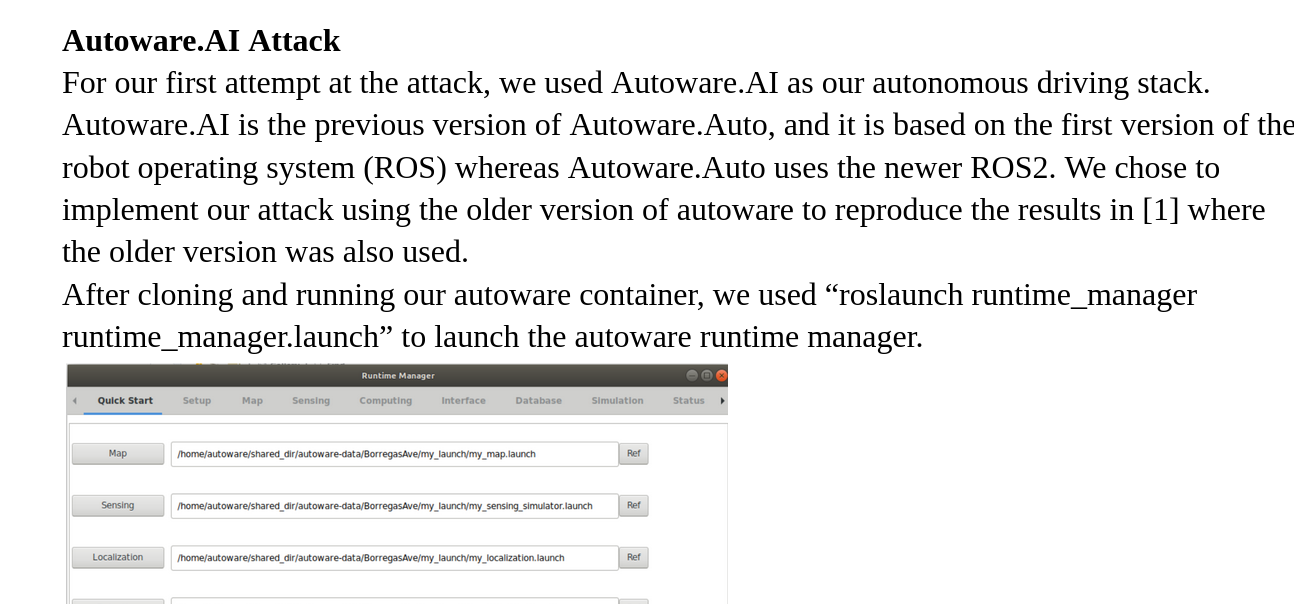 Autoware.AI Attack
For our first attempt at the attack, we used Autoware.AI as our autonomous driving stack.
Autoware.AI is the previous version of Autoware.Auto, and it is based on the first version of the
robot operating system (ROS) whereas Autoware.Auto uses the newer ROS2. We chose to
implement our attack using the older version of autoware to reproduce the results in [1] where
the older version was also used.
After cloning and running our autoware container, we used “roslaunch runtime_manager
runtime_manager.launch” to launch the autoware runtime manager.
Runtime Manager
Quick Start Setup Map Sensing Computing Interface Database Simulation Status
Map /home/autoware/shared_dir/autoware-data/BorregasAve/my_launch/my_map.launch Ref
Sensing /home/autoware/shared_dir/autoware-data/BorregasAve/my_launch/my_sensing_simulator.launch Ref
Localization /home/autoware/shared_dir/autoware-data/BorregasAve/my_launch/my_localization.launch Ref